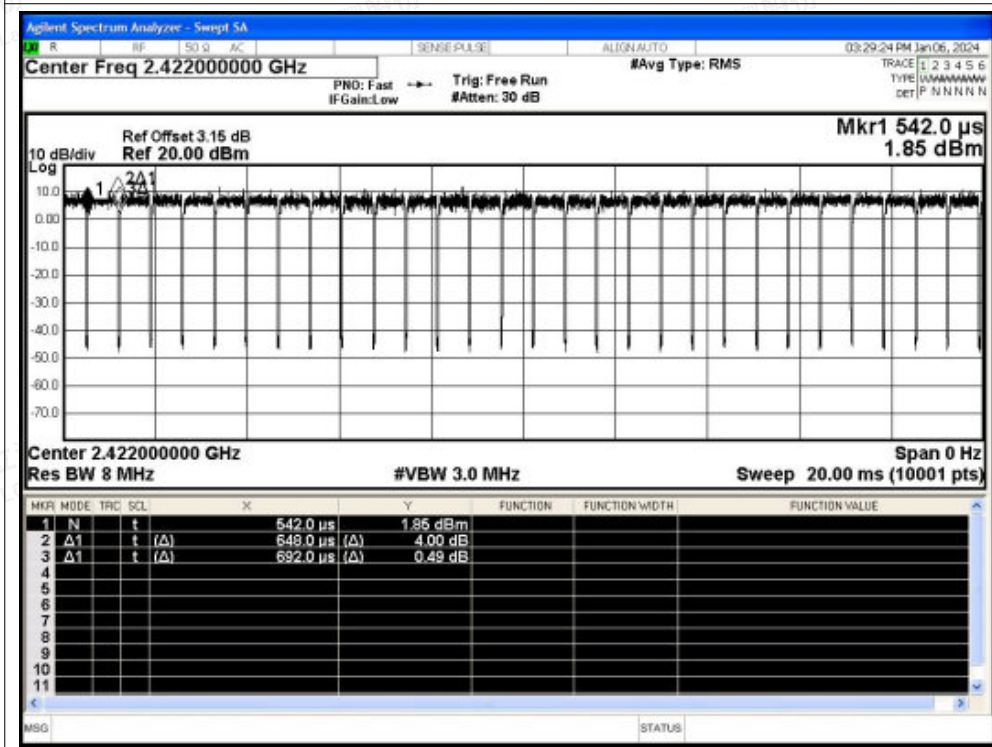 Agilent Spectrum Analyzer - Swept SA
R RF 50 Ω AC SENSE:PULSE ALIGNAUTO 03:29:24 PM Jan 06, 2024
Center Freq 2.422000000 GHz #Avg Type: RMS TRACE 1 2 3 4 5 6
PNO: Fast Trig: Free Run TYPE
IFGain:Low #Atten: 30 dB DET P N N N N N
Mkr1 542.0 µs
Ref Offset 3.15 dB
10 dB/div Ref 20.00 dBm 1.85 dBm
Log
1 2Δ1
3Δ1
10.0
0.00
-10.0
-20.0
-30.0
-40.0
-50.0
-60.0
-70.0
Center 2.422000000 GHz Span 0 Hz
Res BW 8 MHz #VBW 3.0 MHz Sweep 20.00 ms (10001 pts)
MKR MODE TRC SCL X Y FUNCTION FUNCTION WIDTH FUNCTION VALUE
1 N t 542.0 µs 1.85 dBm
2 Δ1 t (Δ) 648.0 µs (Δ) 4.00 dB
3 Δ1 t (Δ) 692.0 µs (Δ) 0.49 dB
4
5
6
7
8
9
10
11
MSG STATUS